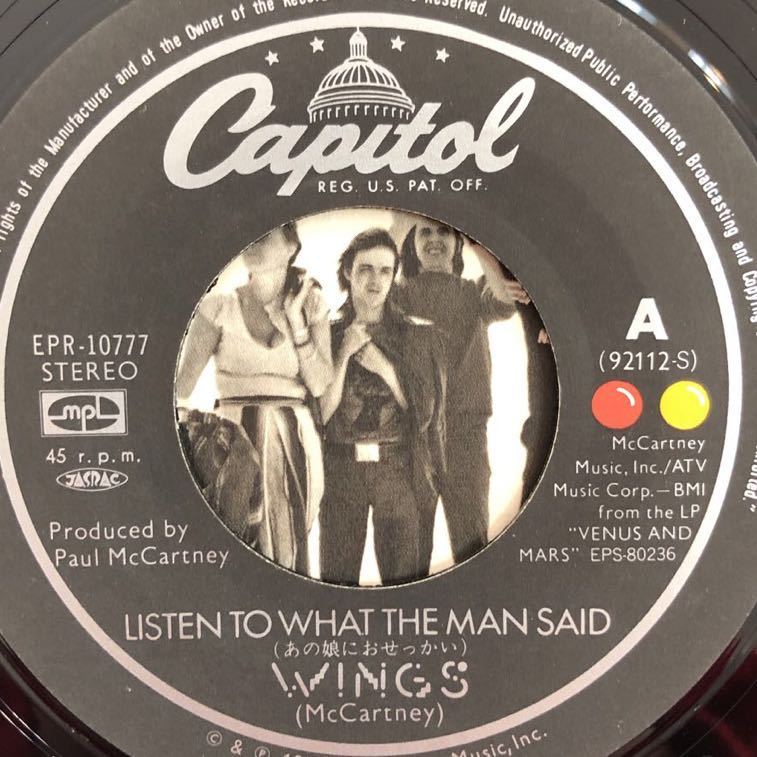 rights of the Manufacturer and of the Owner of the Recor
Reserved. Unauthorized Public Performance, Broadcasting and Copying
Capitol
REG. U.S. PAT. OFF.
EPR-10777
STEREO
mpl
45 r.p.m.
JASRAC
Produced by
Paul McCartney
A
(92112-S)
McCartney
Music, Inc./ATV
Music Corp.—BMI
from the LP
"VENUS AND
MARS" EPS-80236
LISTEN TO WHAT THE MAN SAID
(あの娘におせっかい)
WINGS
(McCartney)
© & ℗ Music, Inc.